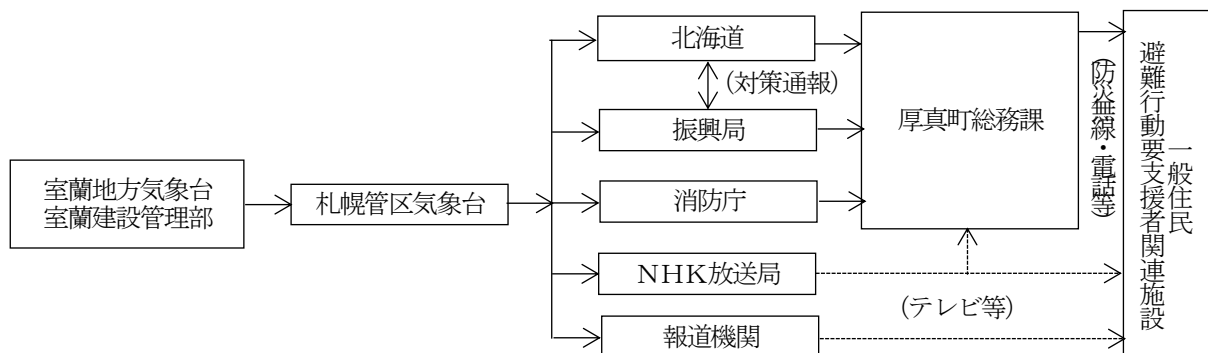 室蘭地方気象台
室蘭建設管理部
札幌管区気象台
北海道
(対策通報)
振興局
消防庁
NHK放送局
報道機関
厚真町総務課
(テレビ等)
(防災無線・電話等)
一般住民
避難行動要支援者関連施設